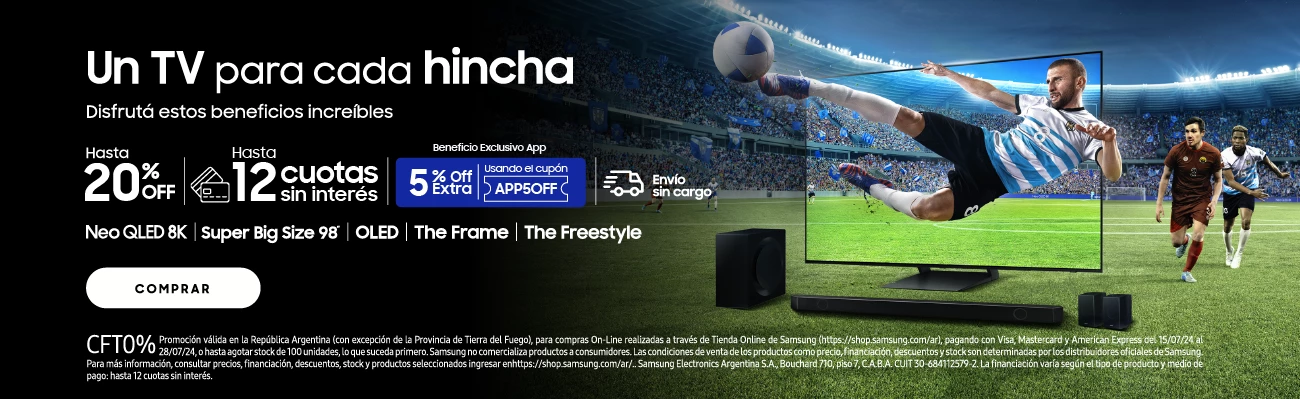 Un TV para cada hincha
Disfrutá estos beneficios increíbles
Hasta
20% OFF
Hasta
12 cuotas sin interés
Beneficio Exclusivo App
5% Off Extra
Usando el cupón
APP5OFF
Envío sin cargo
Neo QLED 8K | Super Big Size 98" | OLED | The Frame | The Freestyle
COMPRAR
CFT0% Promoción válida en la República Argentina (con excepción de la Provincia de Tierra del Fuego), para compras On-Line realizadas a través de Tienda Online de Samsung (https://shop.samsung.com/ar), pagando con Visa, Mastercard y American Express del 15/07/24 al
28/07/24, o hasta agotar stock de 100 unidades, lo que suceda primero. Samsung no comercializa productos a consumidores. Las condiciones de venta de los productos como precio, financiación, descuentos y stock son determinadas por los distribuidores oficiales de Samsung.
Para más información, consultar precios, financiación, descuentos, stock y productos seleccionados ingresar enhttps://shop.samsung.com/ar/.. Samsung Electronics Argentina S.A., Bouchard 710, piso 7, C.A.B.A. CUIT 30-684112579-2. La financiación varía según el tipo de producto y medio de
pago: hasta 12 cuotas sin interés.